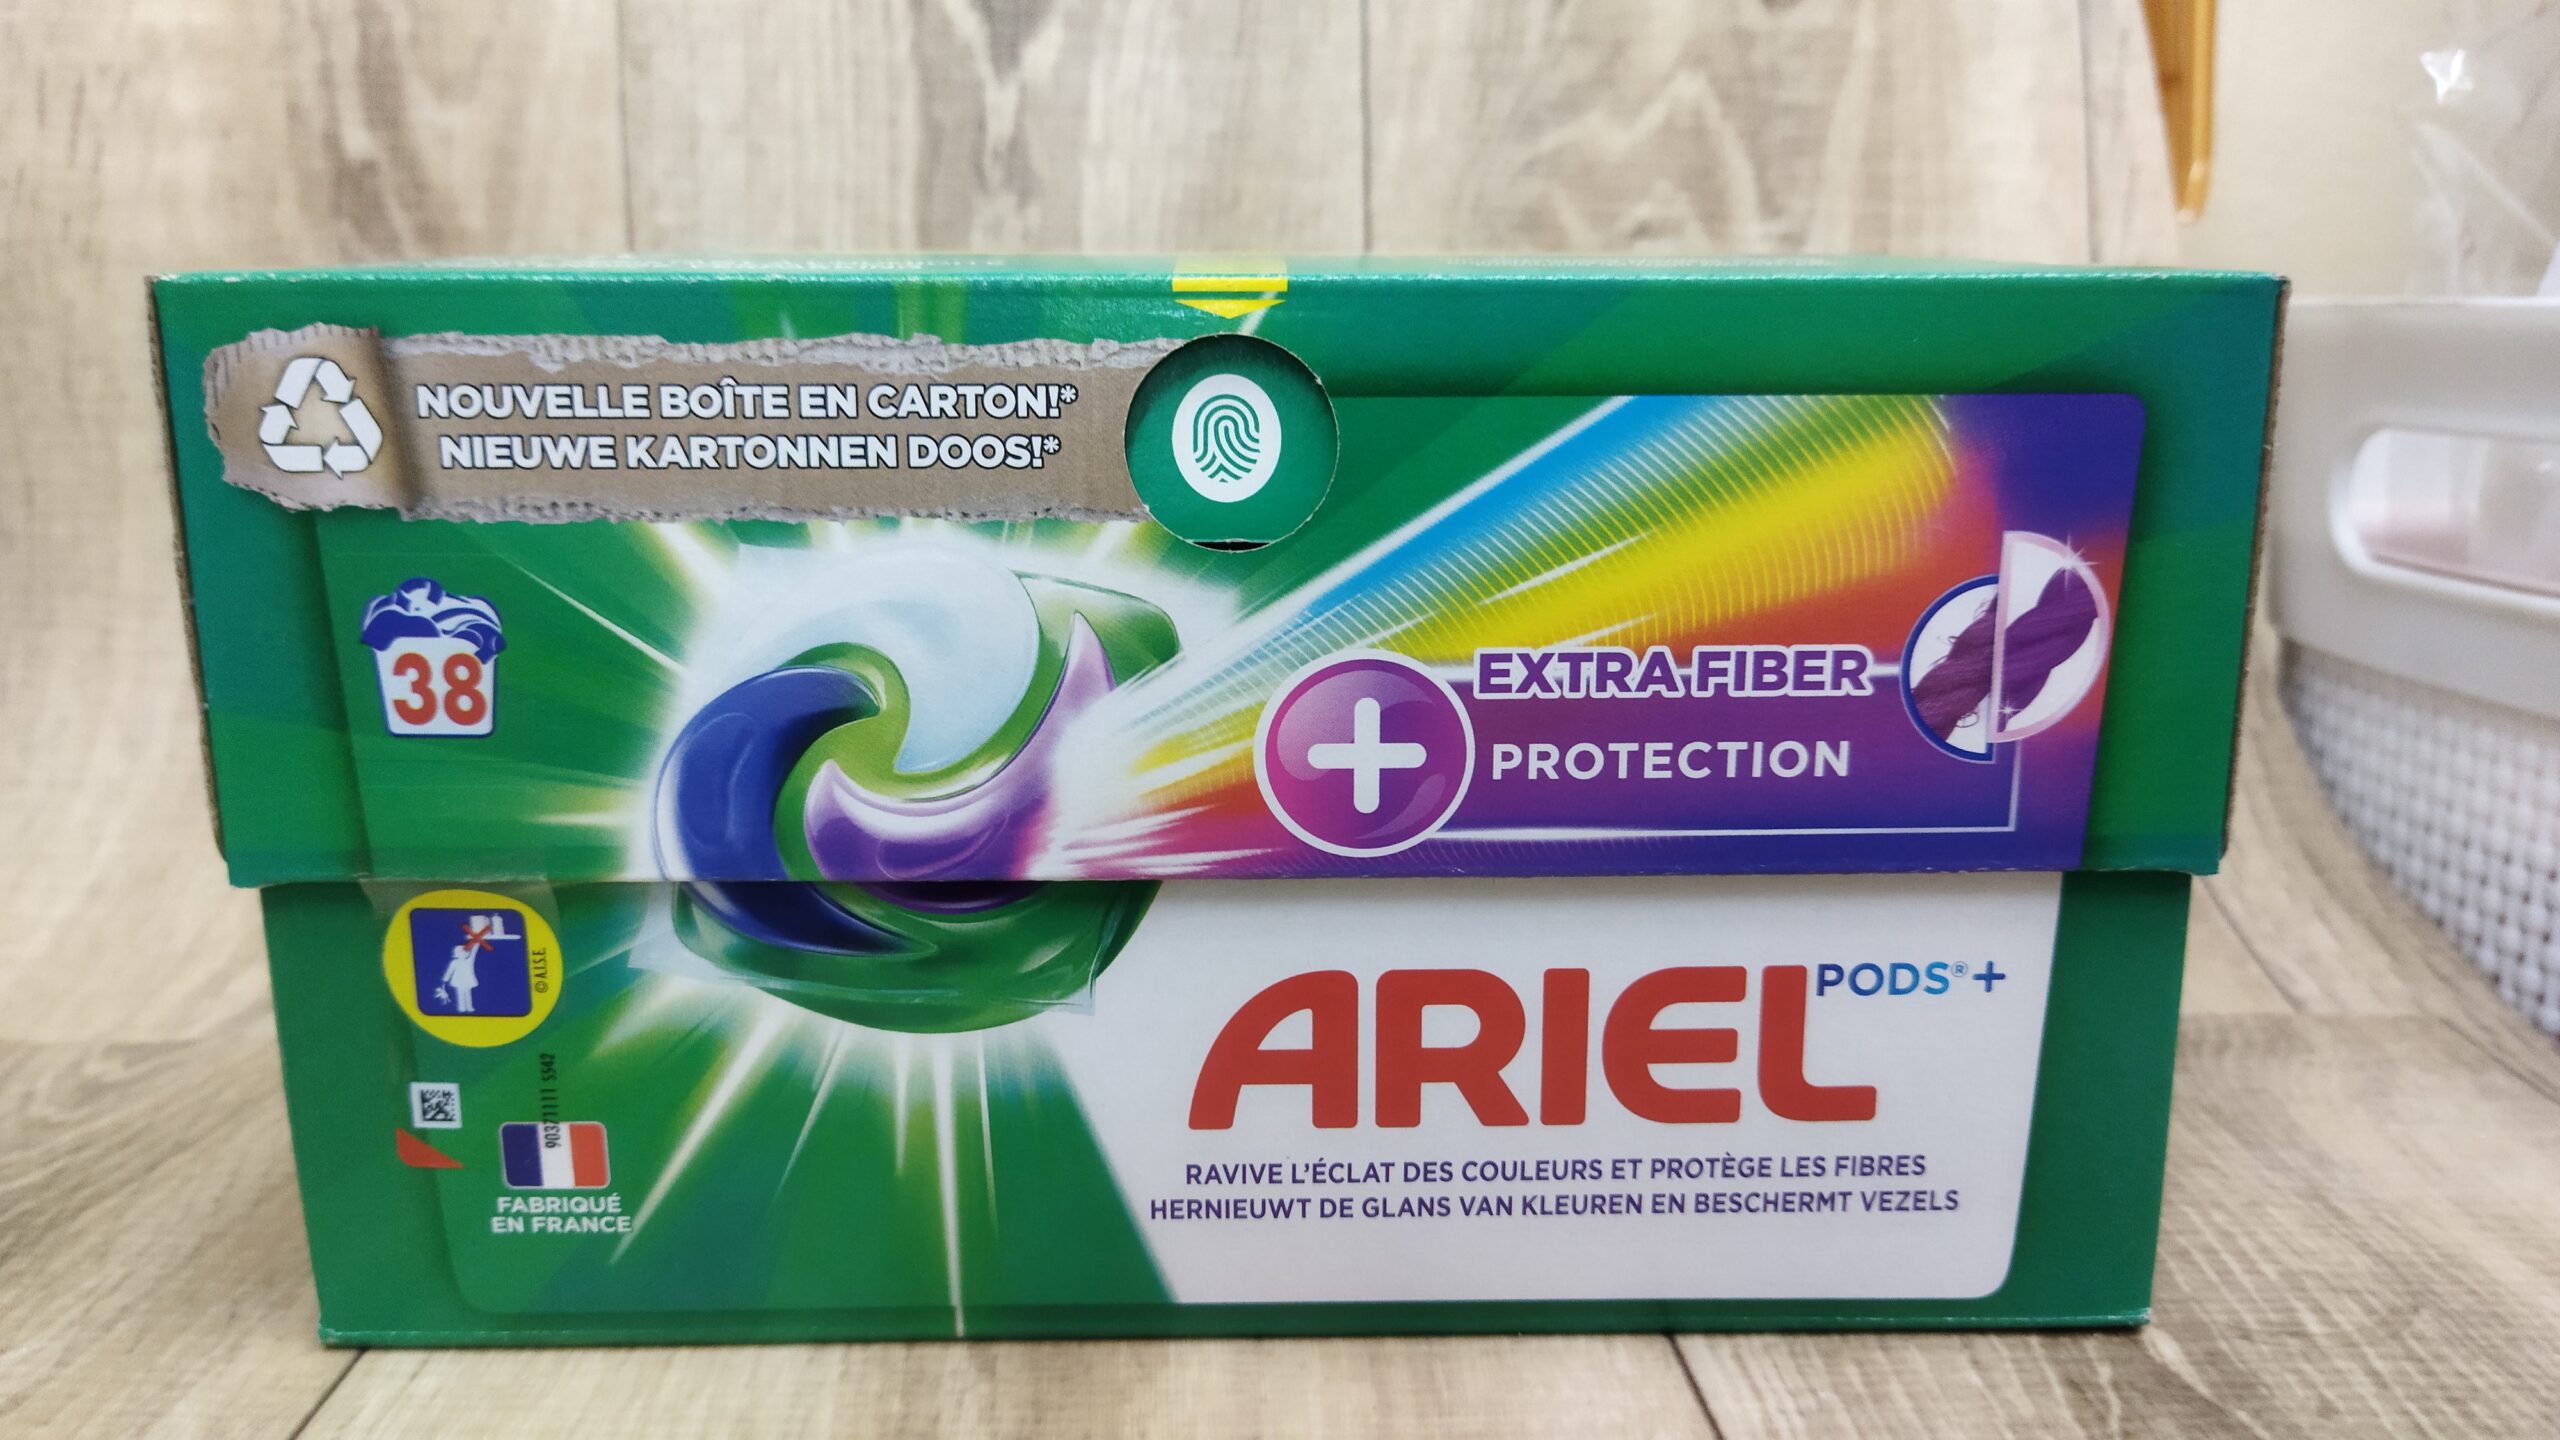 NOUVELLE BOÎTE EN CARTON!*
NIEUWE KARTONNEN DOOS!*
38
EXTRA FIBER
PROTECTION
© A.I.S.E.
ARIEL PODS®+
RAVIVE L'ÉCLAT DES COULEURS ET PROTÈGE LES FIBRES
HERNIEUWT DE GLANS VAN KLEUREN EN BESCHERMT VEZELS
FABRIQUÉ
EN FRANCE